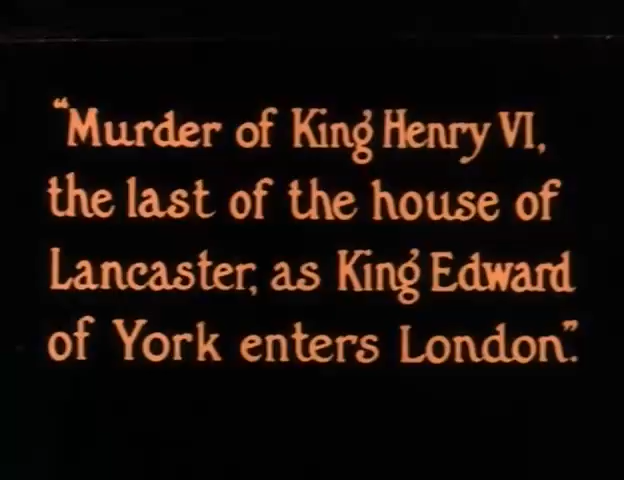 "Murder of King Henry VI,
the last of the house of
Lancaster, as King Edward
of York enters London".